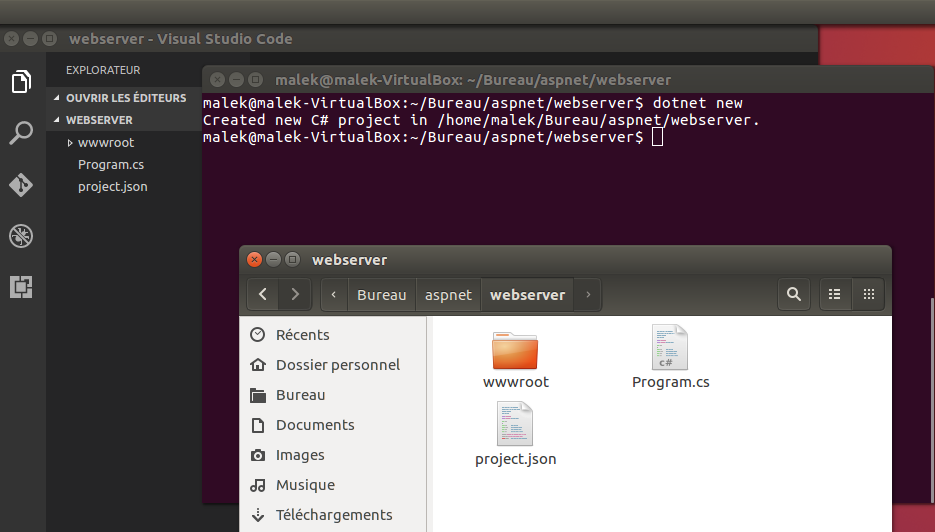 webserver - Visual Studio Code
EXPLORATEUR
OUVRIR LES ÉDITEURS
WEBSERVER
wwwroot
Program.cs
project.json
malek@malek-VirtualBox: ~/Bureau/aspnet/webserver
malek@malek-VirtualBox:~/Bureau/aspnet/webserver$ dotnet new
Created new C# project in /home/malek/Bureau/aspnet/webserver.
malek@malek-VirtualBox:~/Bureau/aspnet/webserver$
webserver
Bureau aspnet webserver
Récents
Dossier personnel
Bureau
Documents
Images
Musique
Téléchargements
wwwroot
c#
Program.cs
project.json